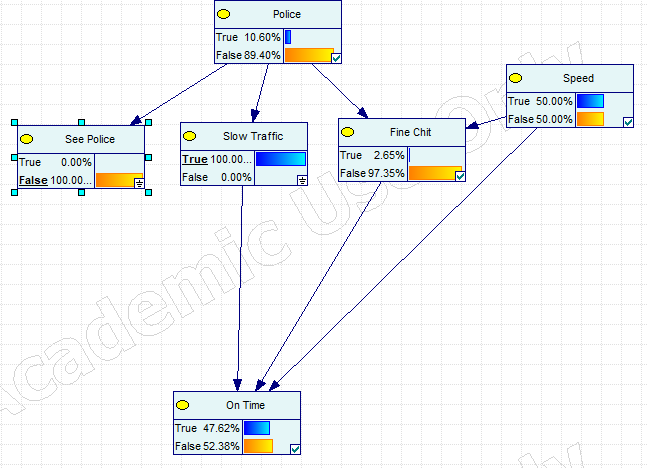 Police
True 10.60%
False 89.40%
Speed
True 50.00%
False 50.00%
See Police
True 0.00%
False 100.00...
Slow Traffic
True 100.00...
False 0.00%
Fine Chit
True 2.65%
False 97.35%
Academic Use Only
On Time
True 47.62%
False 52.38%